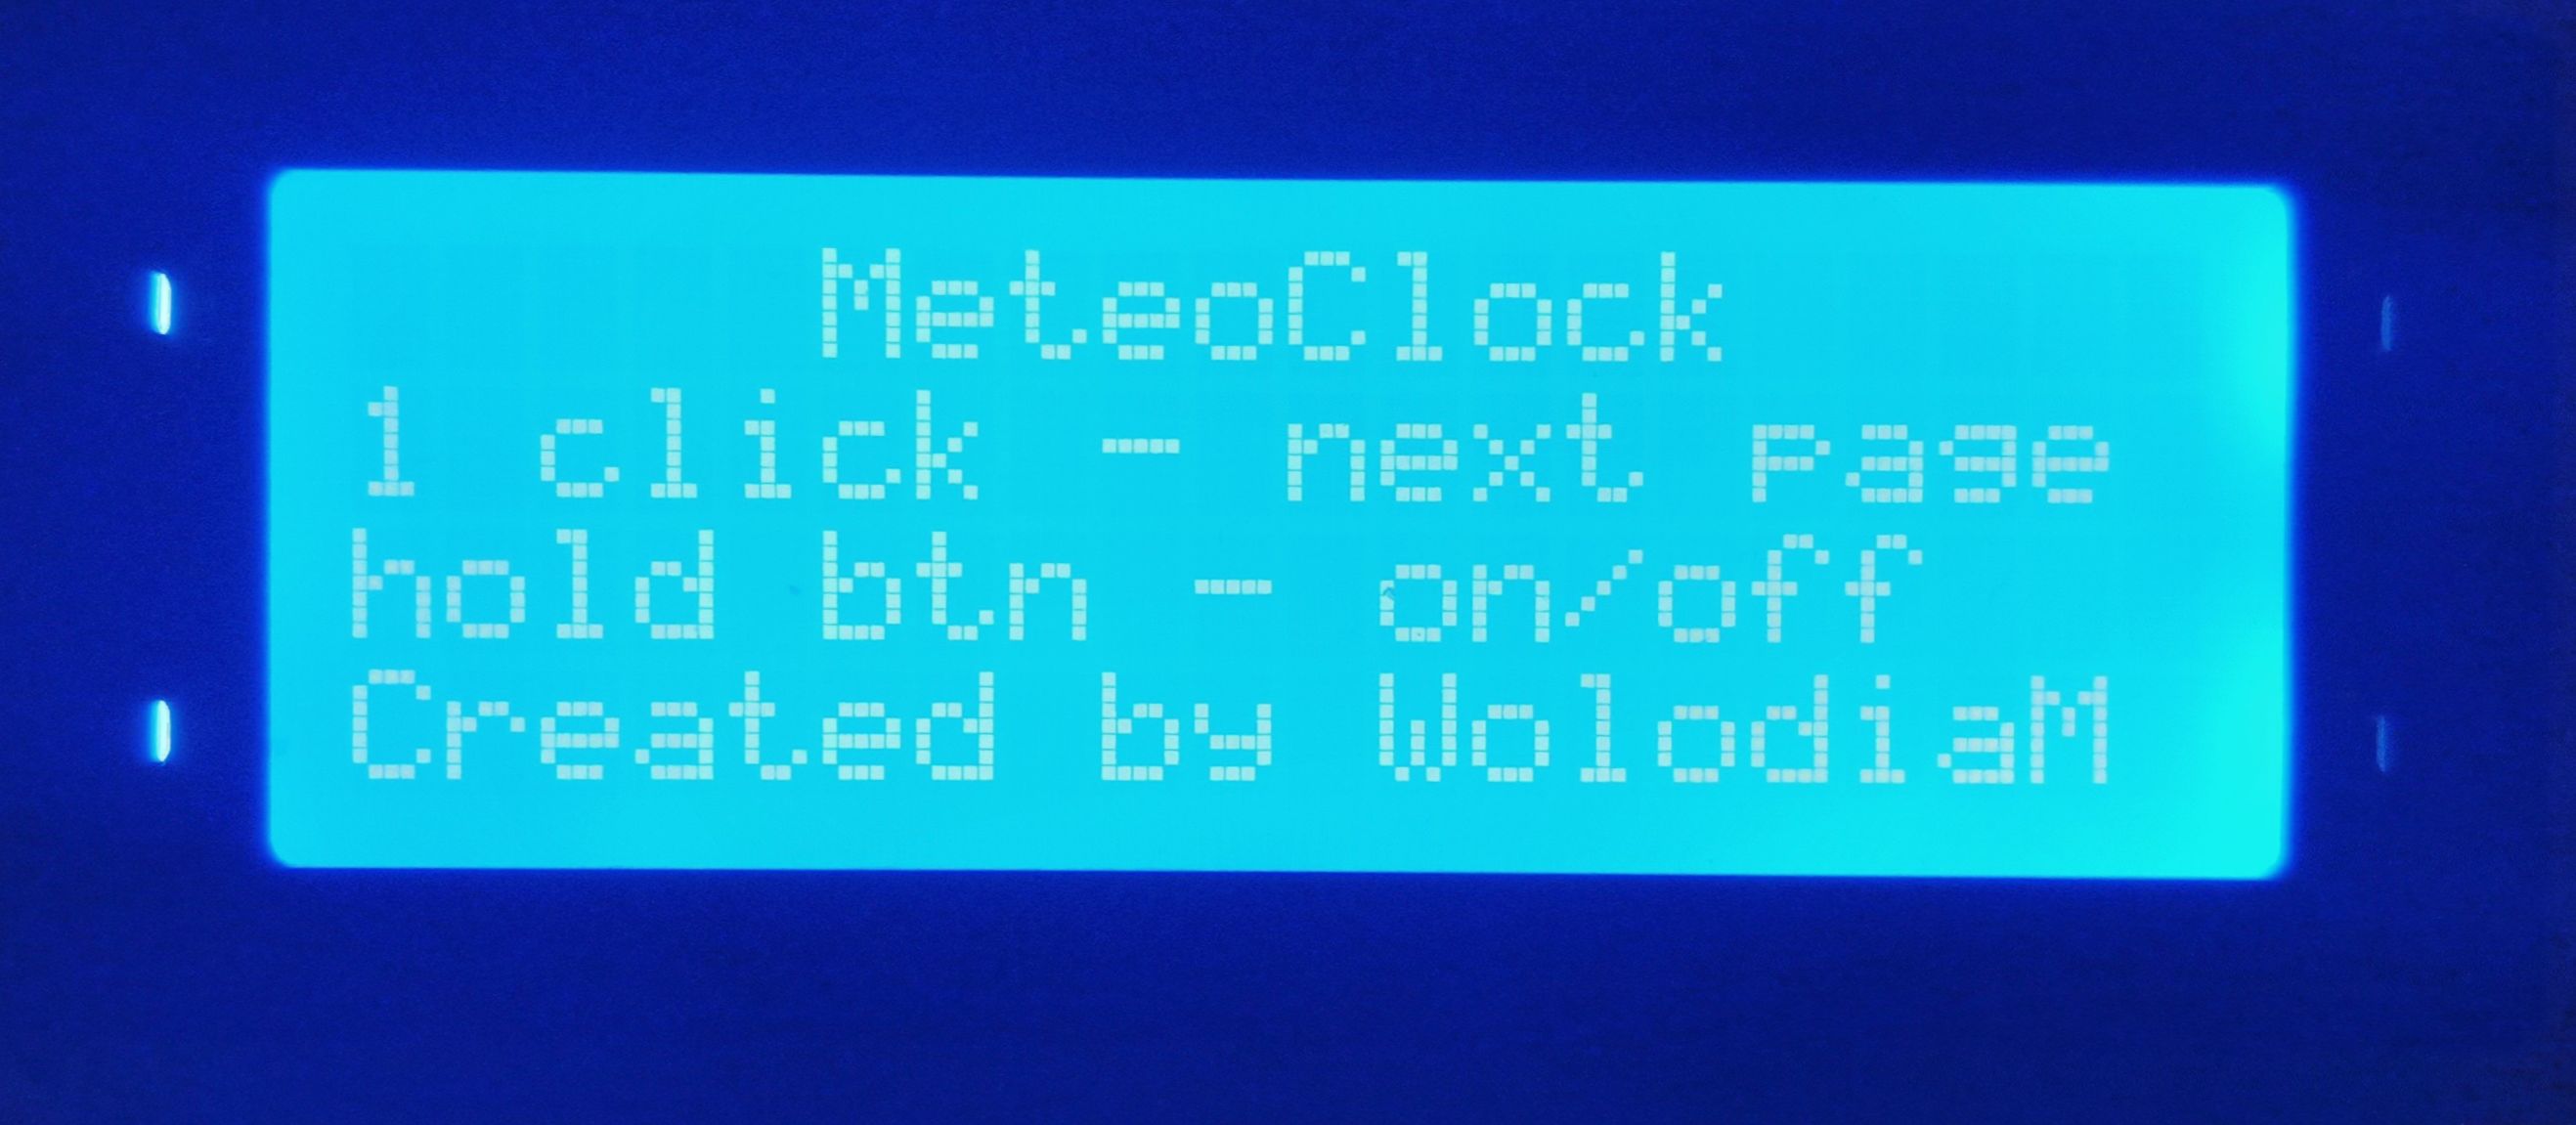 MeteoClock
1 click - next page
hold btn - on/off
Created by WolodiaM